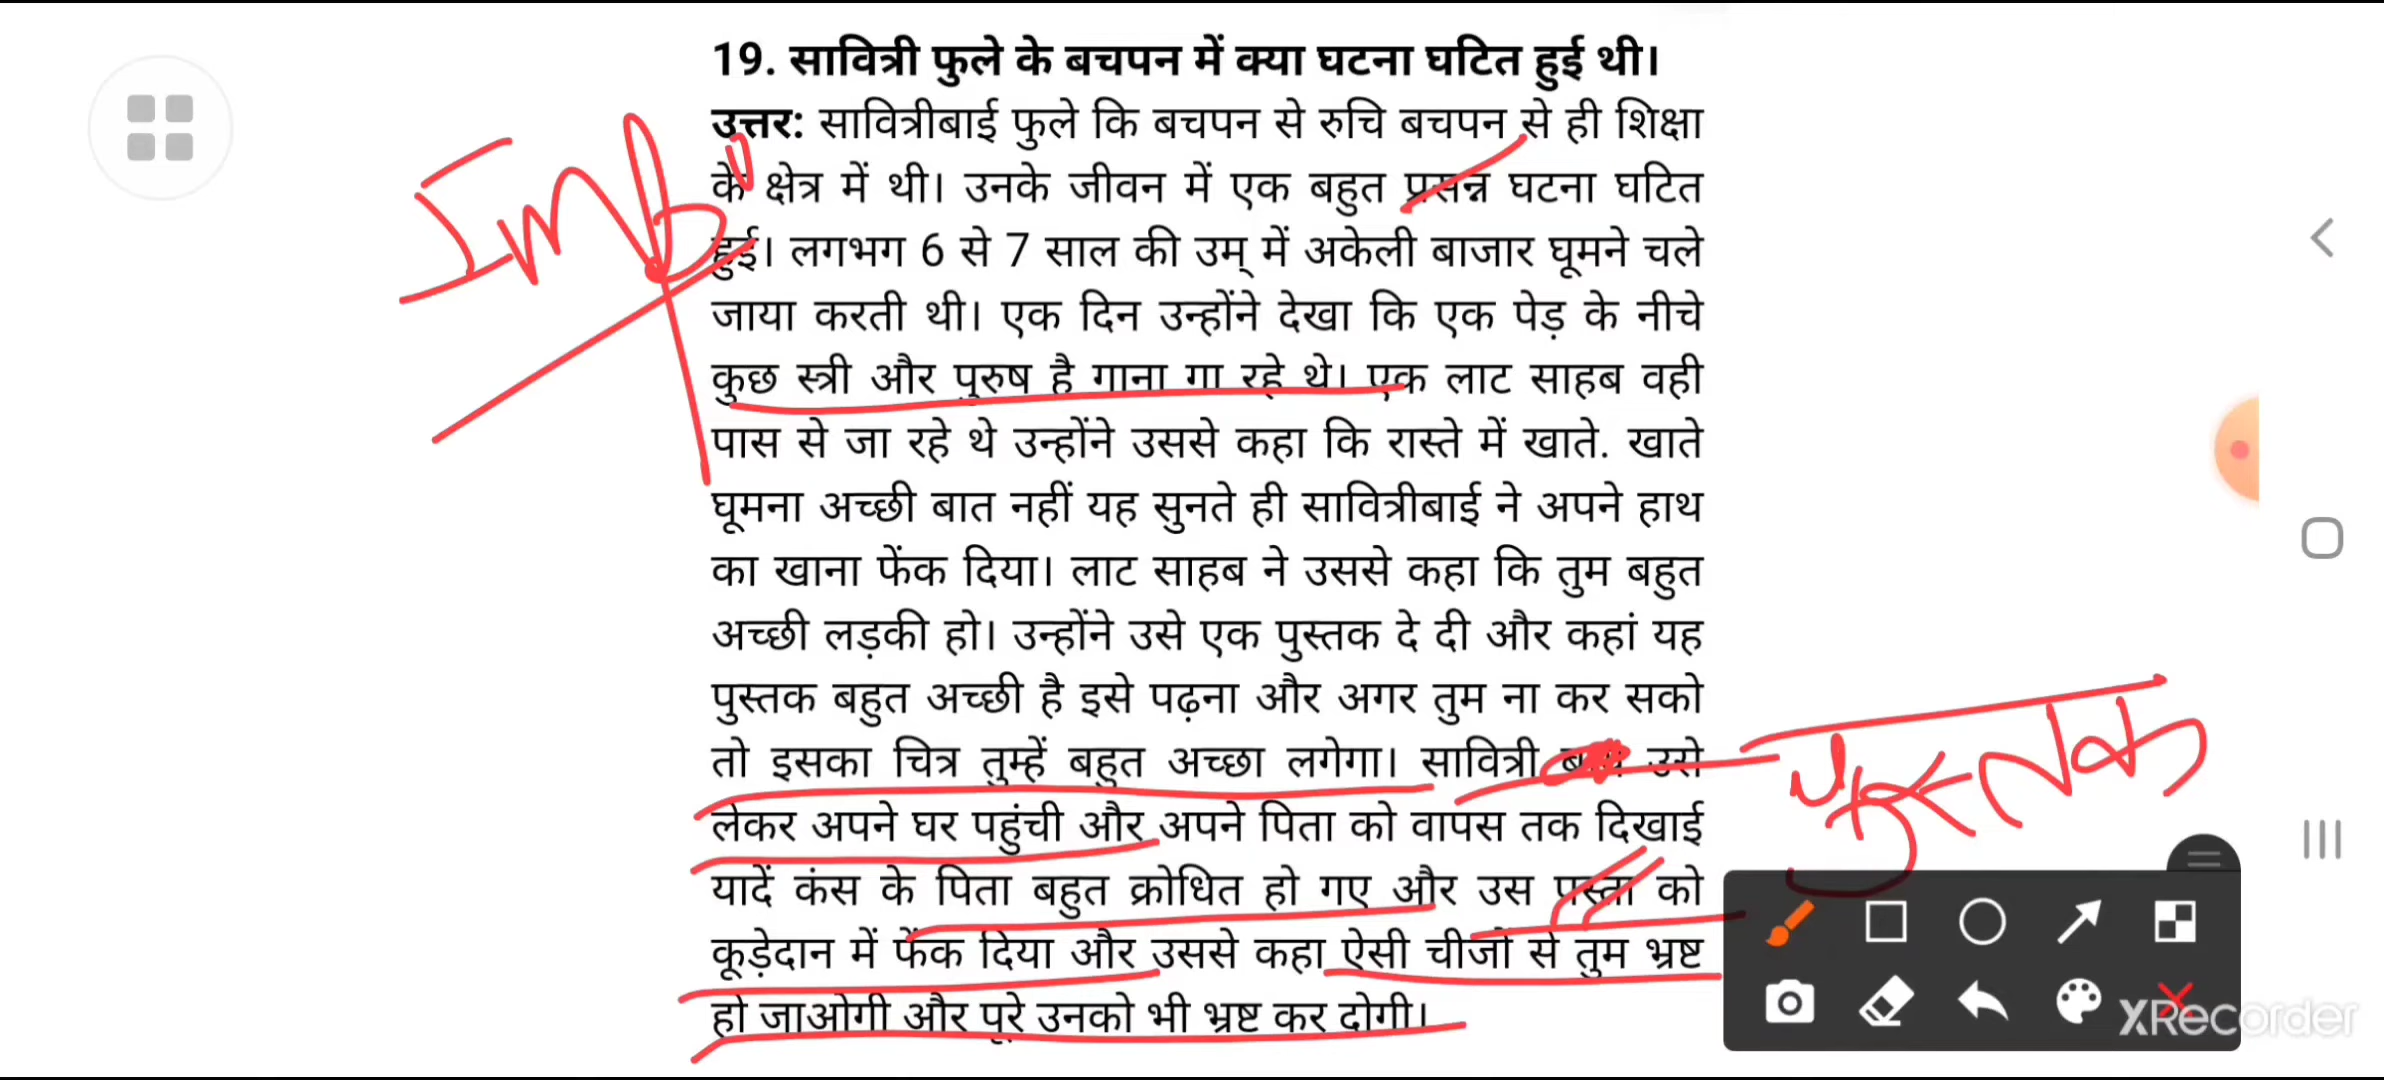 19. सावित्री फुले के बचपन में क्या घटना घटित हुई थी।
उत्तर: सावित्रीबाई फुले कि बचपन से रुचि बचपन से ही शिक्षा
के क्षेत्र में थी। उनके जीवन में एक बहुत प्रसन्न घटना घटित
हुई। लगभग 6 से 7 साल की उम् में अकेली बाजार घूमने चले
जाया करती थी। एक दिन उन्होंने देखा कि एक पेड़ के नीचे
कुछ स्त्री और पुरुष है गाना गा रहे थे। एक लाट साहब वही
पास से जा रहे थे उन्होंने उससे कहा कि रास्ते में खाते. खाते
घूमना अच्छी बात नहीं यह सुनते ही सावित्रीबाई ने अपने हाथ
का खाना फेंक दिया। लाट साहब ने उससे कहा कि तुम बहुत
अच्छी लड़की हो। उन्होंने उसे एक पुस्तक दे दी और कहां यह
पुस्तक बहुत अच्छी है इसे पढ़ना और अगर तुम ना कर सको
तो इसका चित्र तुम्हें बहुत अच्छा लगेगा। सावित्री उसे
लेकर अपने घर पहुंची और अपने पिता को वापस तक दिखाई
यादें कंस के पिता बहुत क्रोधित हो गए और उस पस्ता को
कूड़ेदान में फेंक दिया और उससे कहा ऐसी चीजों से तुम भ्रष्ट
हो जाओगी और पूरे उनको भी भ्रष्ट कर दोगी।
Imp
पुस्तक
XRecorder